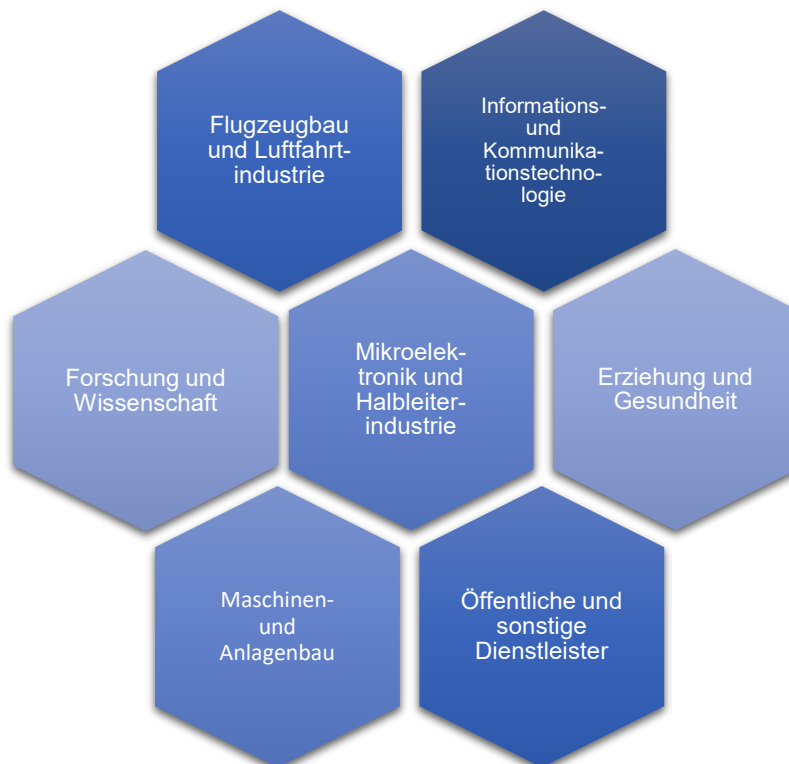 Flugzeugbau
und Luftfahrt-
industrie
Informations-
und
Kommunika-
tionstechno-
logie
Forschung und
Wissenschaft
Mikroelek-
tronik und
Halbleiter-
industrie
Erziehung und
Gesundheit
Maschinen-
und
Anlagenbau
Öffentliche und
sonstige
Dienstleister